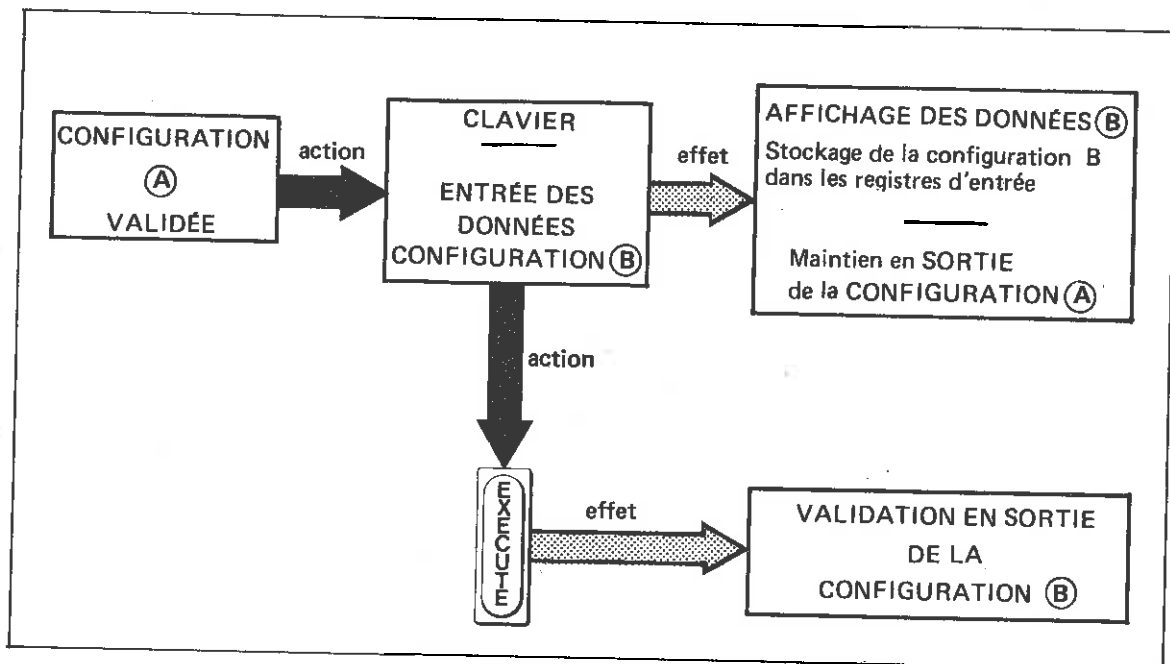 CONFIGURATION
A
VALIDÉE
action
CLAVIER
ENTRÉE DES
DONNÉES
CONFIGURATION B
effet
AFFICHAGE DES DONNÉES B
Stockage de la configuration B
dans les registres d'entrée
Maintien en SORTIE
de la CONFIGURATION A
action
EXECUTE
effet
VALIDATION EN SORTIE
DE LA
CONFIGURATION B